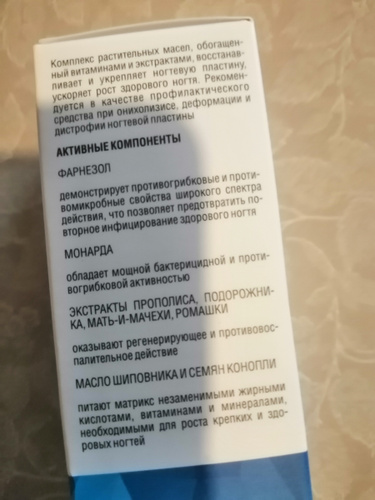 Комплекс растительных масел, обогащен-
ный витаминами и экстрактами, восстанав-
ливает и укрепляет ногтевую пластину,
ускоряет рост здорового ногтя. Рекомен-
дуется в качестве профилактического
средства при онихолизисе, деформации и
дистрофии ногтевой пластины
АКТИВНЫЕ КОМПОНЕНТЫ
ФАРНЕЗОЛ
демонстрирует противогрибковые и проти-
вомикробные свойства широкого спектра
действия, что позволяет предотвратить по-
вторное инфицирование здорового ногтя
МОНАРДА
обладает мощной бактерицидной и проти-
вогрибковой активностью
ЭКСТРАКТЫ ПРОПОЛИСА, ПОДОРОЖНИ-
КА, МАТЬ-И-МАЧЕХИ, РОМАШКИ
оказывают регенерирующее и противовос-
палительное действие
МАСЛО ШИПОВНИКА И СЕМЯН КОНОПЛИ
питают матрикс незаменимыми жирными
кислотами, витаминами и минералами,
необходимыми для роста крепких и здо-
ровых ногтей